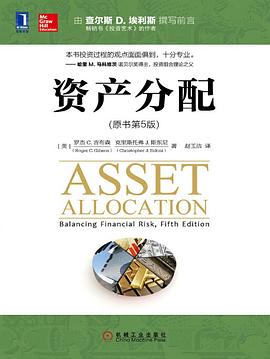 Mc
Graw
Hill
Education
由 查尔斯 D. 埃利斯 撰写前言
畅销书《投资艺术》的作者
本书投资过程的观点面面俱到,十分专业。
——哈里 M. 马科维茨 诺贝尔奖得主,投资组合理论之父
资产分配
(原书第5版)
[美] 罗杰 C. 吉布森 克里斯托弗 J. 斯东尼 著 赵玉洁 译
(Roger C. Gibson) (Christopher J. Sidoni)
ASSET
ALLOCATION
Balancing Financial Risk, Fifth Edition
机械工业出版社
China Machine Press